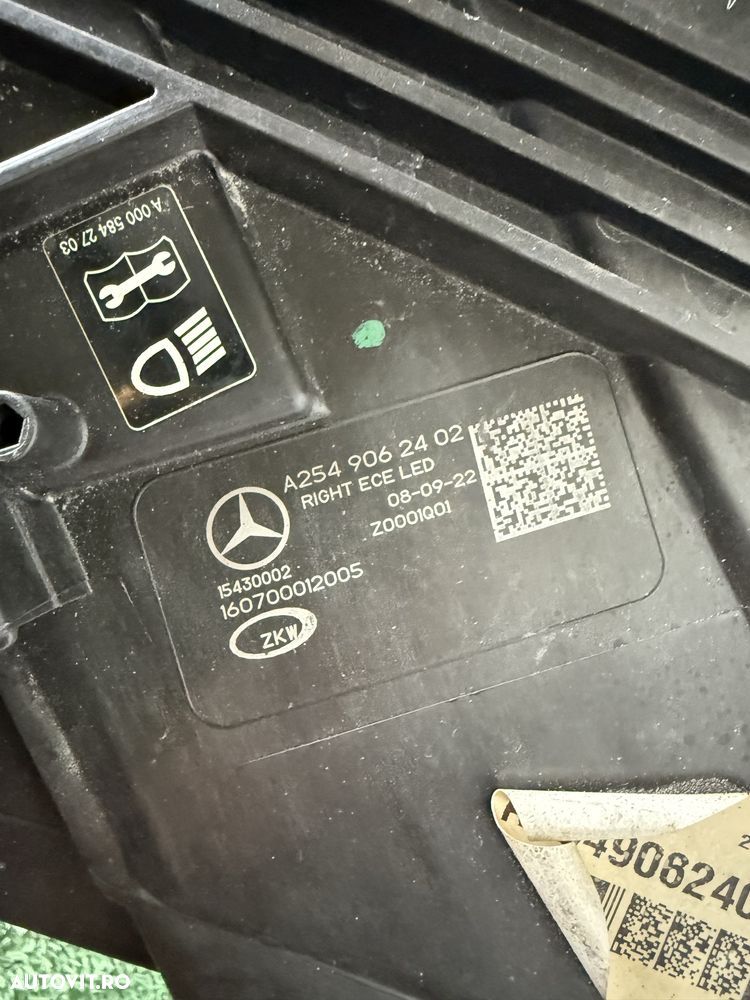 A 000 584 27 03
A254 906 24 02
RIGHT ECE LED
08-09-22
Z0001Q01
15430002
160700012005
ZKW
4906240
AUTOVIT.RO